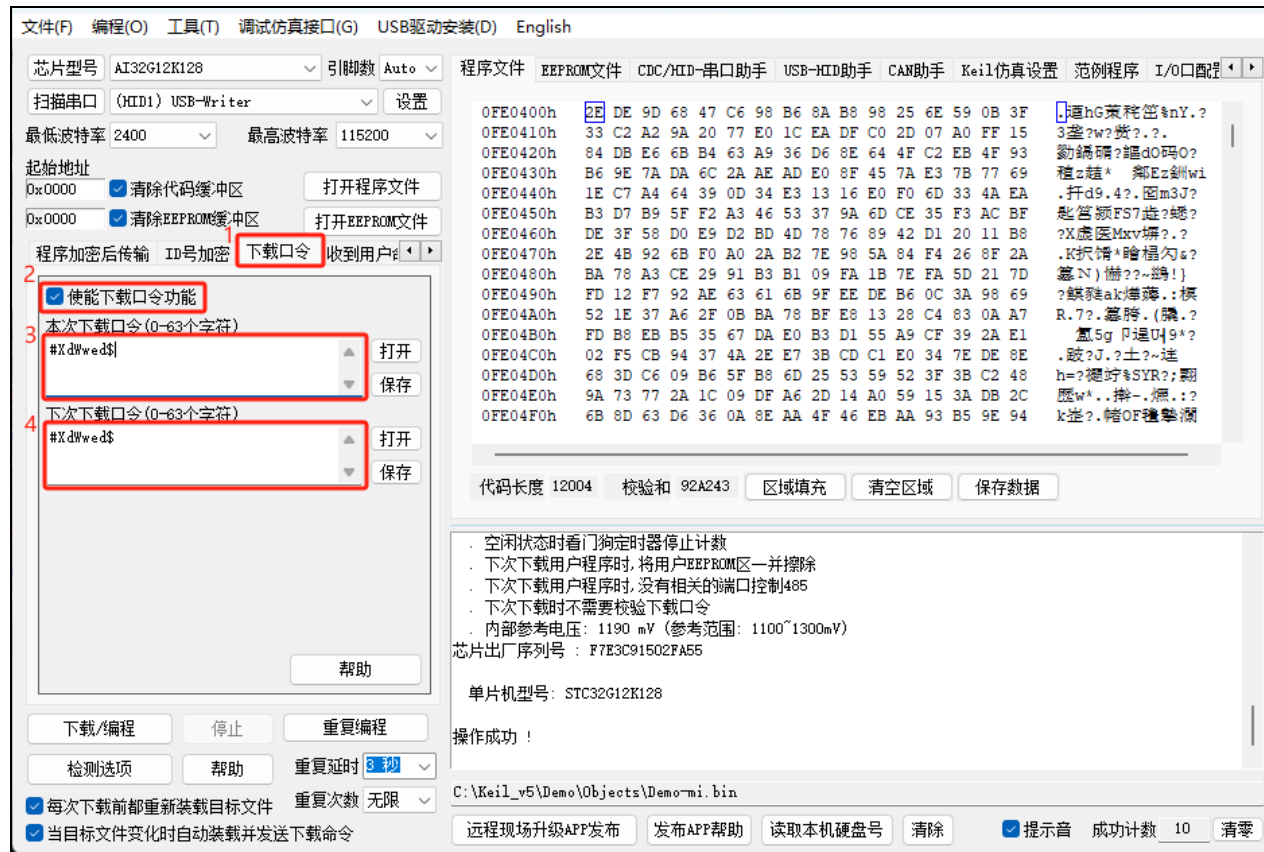 文件(F) 编程(O) 工具(T) 调试仿真接口(G) USB驱动安装(D) English
芯片型号 AI32G12K128 引脚数 Auto
扫描串口 (HID1) USB-Writer 设置
最低波特率 2400 最高波特率 115200
起始地址
0x0000 清除代码缓冲区 打开程序文件
0x0000 清除EEPROM缓冲区 打开EEPROM文件
1
程序加密后传输 ID号加密 下载口令 收到用户
2
使能下载口令功能
本次下载口令(0-63个字符)
3
#XdWwed$
打开
保存
下次下载口令(0-63个字符)
4
#XdWwed$
打开
保存
帮助
下载/编程 停止 重复编程
检测选项 帮助 重复延时 3 秒
每次下载前都重新装载目标文件 重复次数 无限
当目标文件变化时自动装载并发送下载命令
程序文件 EEPROM文件 CDC/HID-串口助手 USB-HID助手 CAN助手 Keil仿真设置 范例程序 I/O口配
0FE0400h 2E DE 9D 68 47 C6 98 B6 8A B8 98 25 6E 59 0B 3F
0FE0410h 33 C2 A2 9A 20 77 E0 1C EA DF C0 2D 07 A0 FF 15
0FE0420h 84 DB E6 6B B4 63 A9 36 D6 8E 64 4F C2 EB 4F 93
0FE0430h B6 9E 7A DA 6C 2A AE AD E0 8F 45 7A E3 7B 77 69
0FE0440h 1E C7 A4 64 39 0D 34 E3 13 16 E0 F0 6D 33 4A EA
0FE0450h B3 D7 B9 5F F2 A3 46 53 37 9A 6D CE 35 F3 AC BF
0FE0460h DE 3F 58 D0 E9 D2 BD 4D 78 76 89 42 D1 20 11 B8
0FE0470h 2E 4B 92 6B F0 A0 2A B2 7E 98 5A 84 F4 26 8F 2A
0FE0480h BA 78 A3 CE 29 91 B3 B1 09 FA 1B 7E FA 5D 21 7D
0FE0490h FD 12 F7 92 AE 63 61 6B 9F EE DE B6 0C 3A 98 69
0FE04A0h 52 1E 37 A6 2F 0B BA 78 BF E8 13 28 C4 83 0A A7
0FE04B0h FD B8 EB B5 35 67 DA E0 B3 D1 55 A9 CF 39 2A E1
0FE04C0h 02 F5 CB 94 37 4A 2E E7 3B CD C1 E0 34 7E DE 8E
0FE04D0h 68 3D C6 09 B6 5F B8 6D 25 53 59 52 3F 3B C2 48
0FE04E0h 9A 73 77 2A 1C 09 DF A6 2D 14 A0 59 15 3A DB 2C
0FE04F0h 6B 8D 63 D6 36 0A 8E AA 4F 46 EB AA 93 B5 9E 94
代码长度 12004 校验和 92A243 区域填充 清空区域 保存数据
. 空闲状态时看门狗定时器停止计数
. 下次下载用户程序时,将用户EEPROM区一并擦除
. 下次下载用户程序时,没有相关的端口控制485
. 下次下载时不需要校验下载口令
. 内部参考电压: 1190 mV (参考范围: 1100~1300mV)
芯片出厂序列号 : F7E3C91502FA55
单片机型号: STC32G12K128
操作成功 !
C:\Keil_v5\Demo\Objects\Demo-mi.bin
远程现场升级APP发布 发布APP帮助 读取本机硬盘号 清除 提示音 成功计数 10 清零